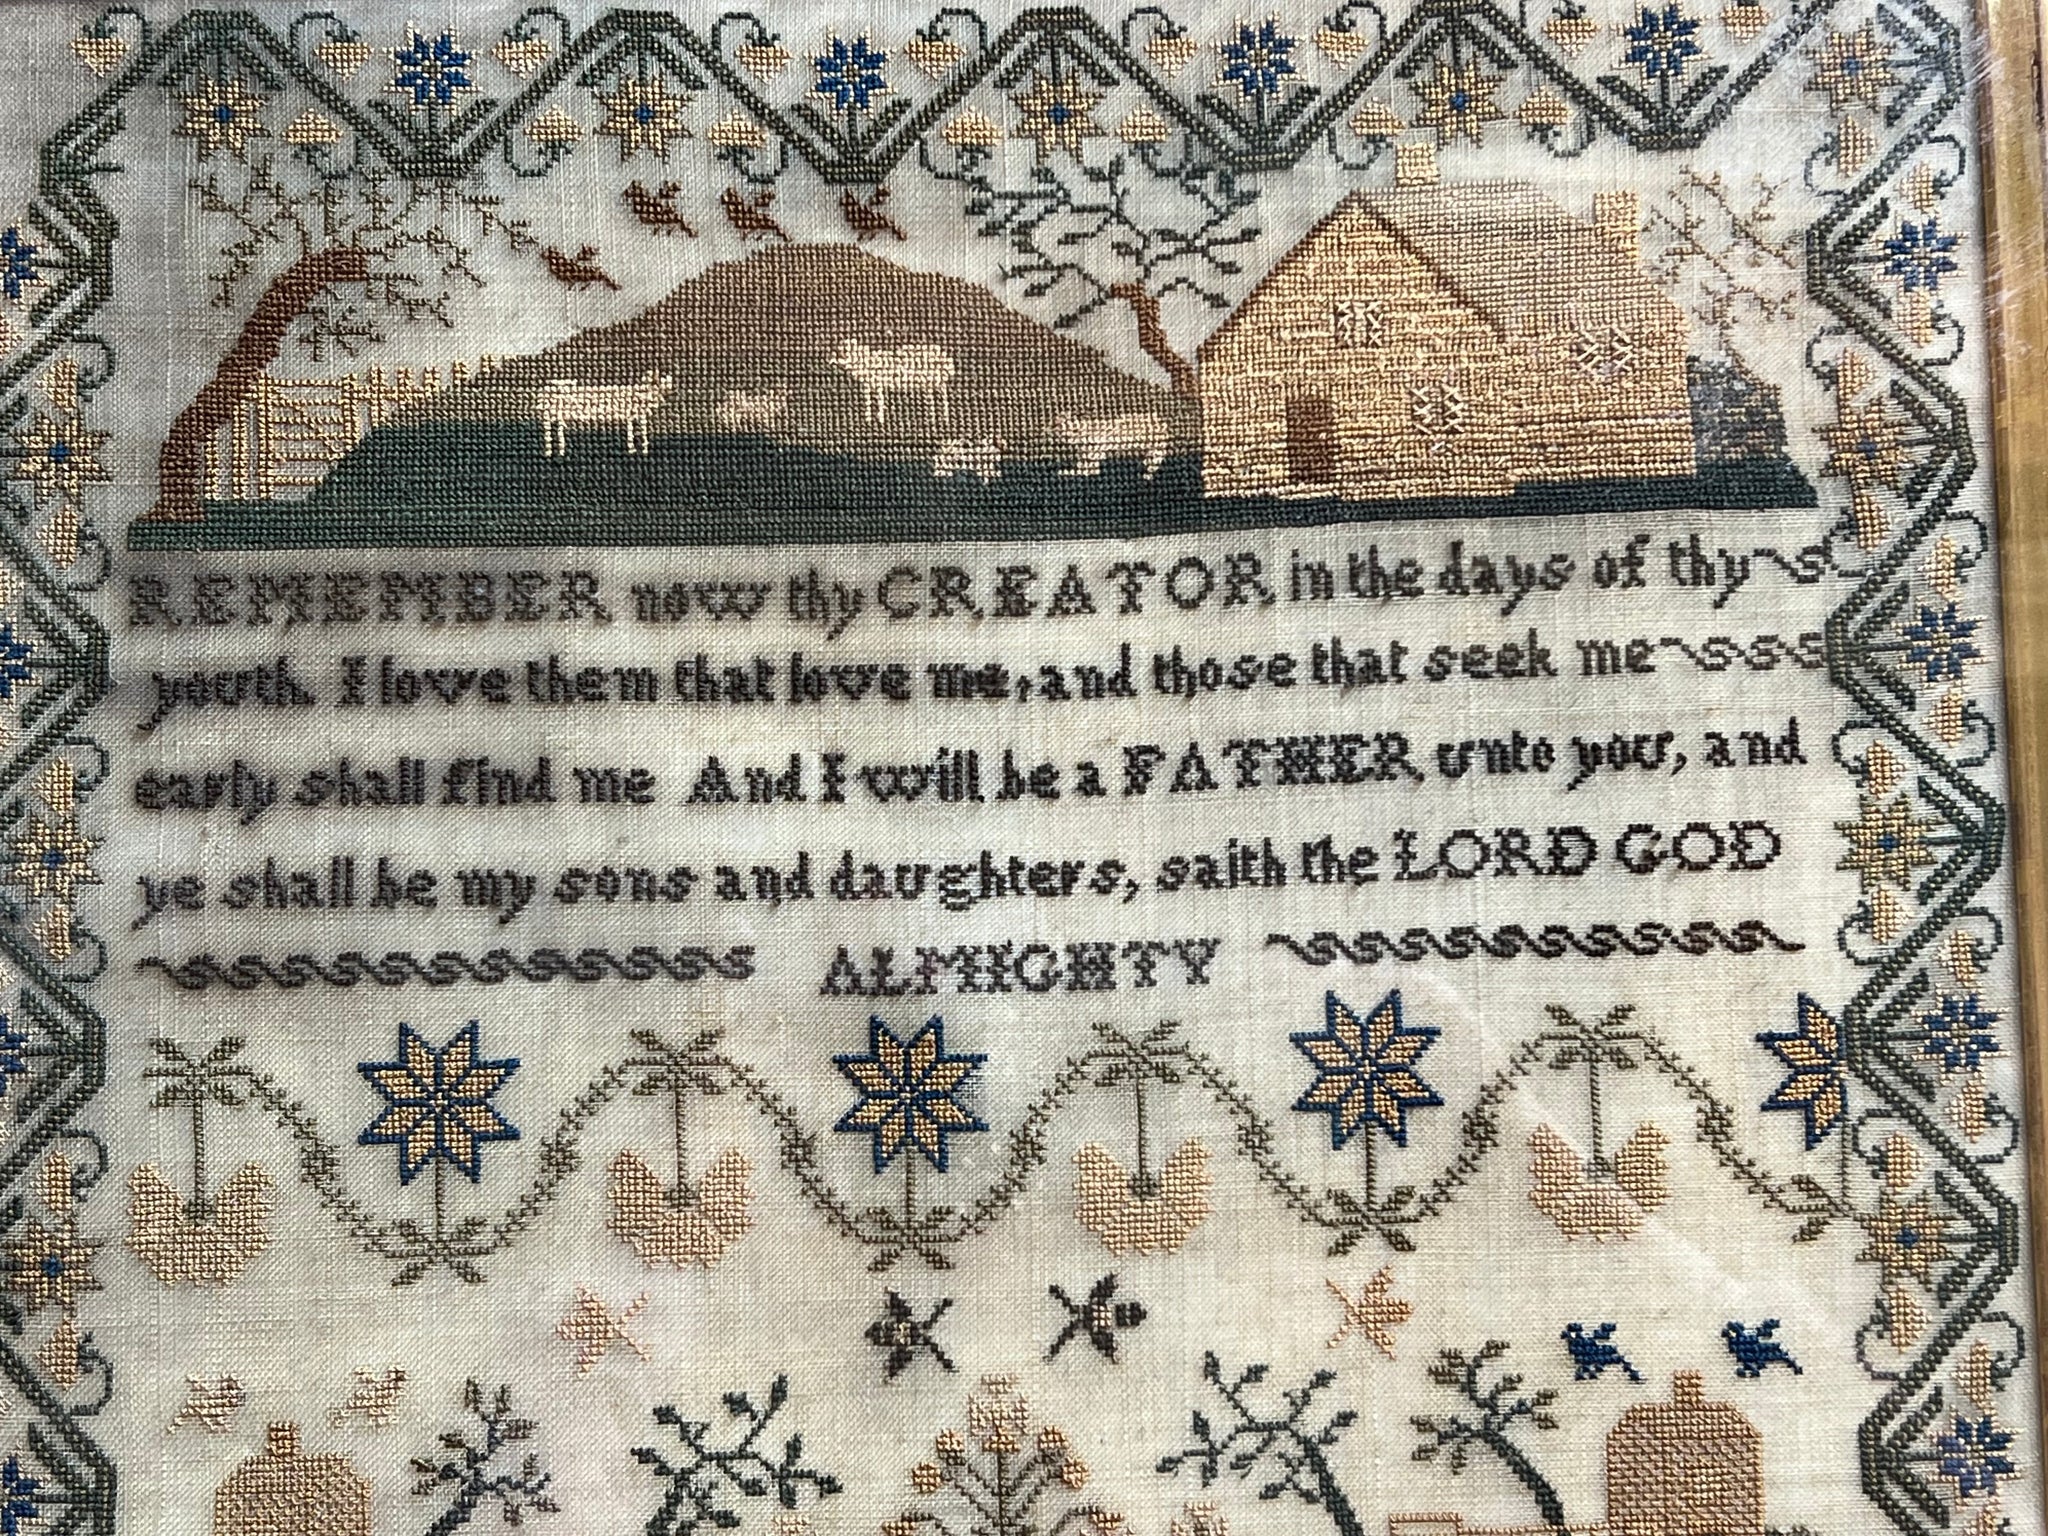 REMEMBER now thy CREATOR in the days of thy
youth. I love them that love me, and those that seek me
early shall find me And I will be a FATHER unto you, and
ye shall be my sons and daughters, saith the LORD GOD
ALMIGHTY